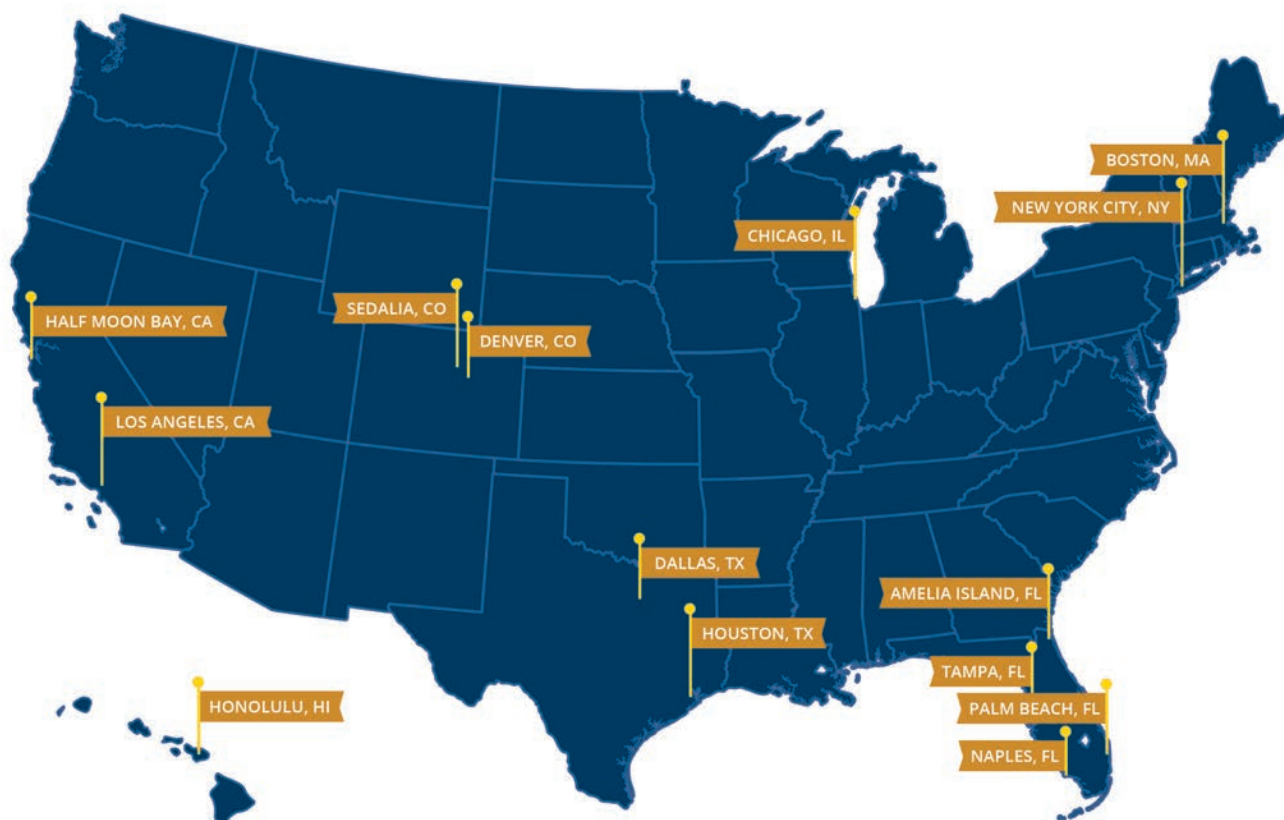 BOSTON, MA
NEW YORK CITY, NY
CHICAGO, IL
SEDALIA, CO
HALF MOON BAY, CA
DENVER, CO
LOS ANGELES, CA
DALLAS, TX
AMELIA ISLAND, FL
HOUSTON, TX
TAMPA, FL
HONOLULU, HI
PALM BEACH, FL
NAPLES, FL